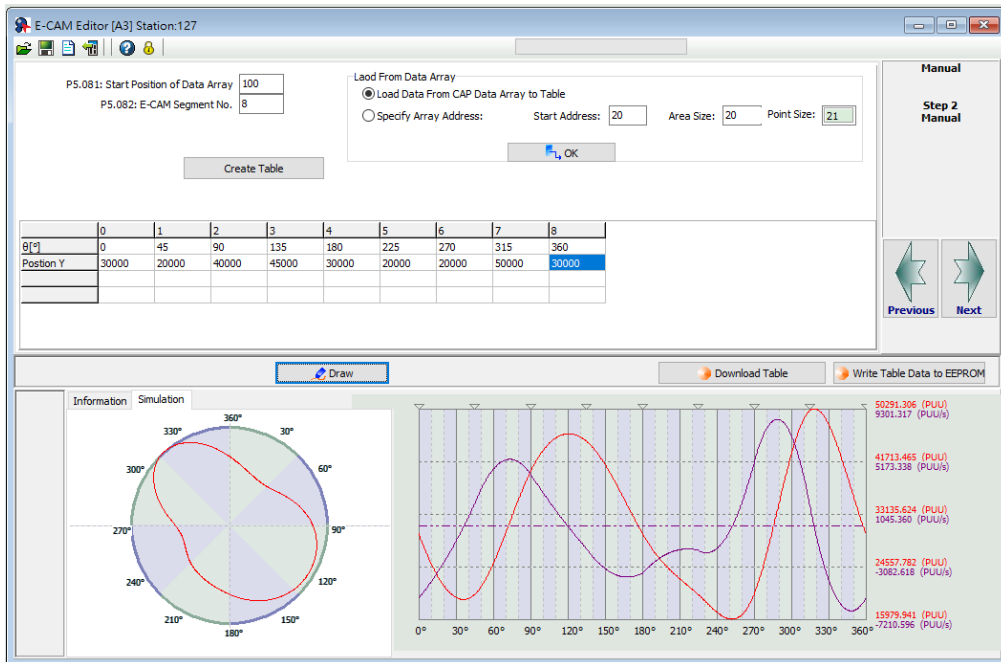 E-CAM Editor [A3] Station:127
P5.081: Start Position of Data Array 100
P5.082: E-CAM Segment No. 8
Create Table
Laod From Data Array
Load Data From CAP Data Array to Table
Specify Array Address: Start Address: 20 Area Size: 20 Point Size: 21
OK
Manual
Step 2
Manual
Previous Next
0 1 2 3 4 5 6 7 8
θ[°] 0 45 90 135 180 225 270 315 360
Postion Y 30000 20000 40000 45000 30000 20000 20000 50000 30000
Draw Download Table Write Table Data to EEPROM
Information Simulation
360°
330° 30°
300° 60°
270° 90°
240° 120°
210° 150°
180°
50291.306 (PUU)
9301.317 (PUU/s)
41713.465 (PUU)
5173.338 (PUU/s)
33135.624 (PUU)
1045.360 (PUU/s)
24557.782 (PUU)
-3082.618 (PUU/s)
15979.941 (PUU)
-7210.596 (PUU/s)
0° 30° 60° 90° 120° 150° 180° 210° 240° 270° 300° 330° 360°